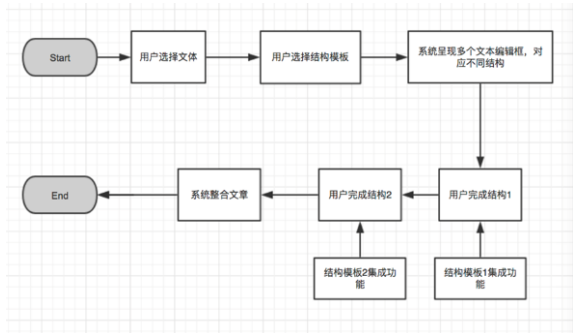 Start
用户选择文体
用户选择结构模板
系统呈现多个文本编辑框，对
应不同结构
End
系统整合文章
用户完成结构2
用户完成结构1
结构模板2集成功
能
结构模板1集成功
能